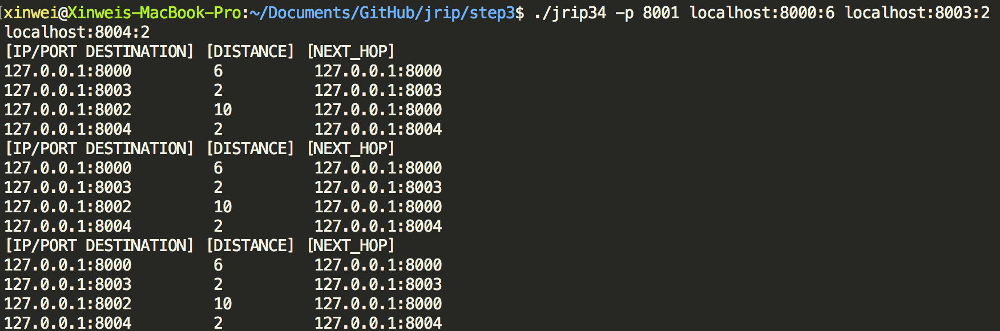 xinwei@Xinweis-MacBook-Pro:~/Documents/GitHub/jrip/step3$ ./jrip34 -p 8001 localhost:8000:6 localhost:8003:2
localhost:8004:2
[IP/PORT DESTINATION] [DISTANCE] [NEXT_HOP]
127.0.0.1:8000         6          127.0.0.1:8000
127.0.0.1:8003         2          127.0.0.1:8003
127.0.0.1:8002         10         127.0.0.1:8000
127.0.0.1:8004         2          127.0.0.1:8004
[IP/PORT DESTINATION] [DISTANCE] [NEXT_HOP]
127.0.0.1:8000         6          127.0.0.1:8000
127.0.0.1:8003         2          127.0.0.1:8003
127.0.0.1:8002         10         127.0.0.1:8000
127.0.0.1:8004         2          127.0.0.1:8004
[IP/PORT DESTINATION] [DISTANCE] [NEXT_HOP]
127.0.0.1:8000         6          127.0.0.1:8000
127.0.0.1:8003         2          127.0.0.1:8003
127.0.0.1:8002         10         127.0.0.1:8000
127.0.0.1:8004         2          127.0.0.1:8004